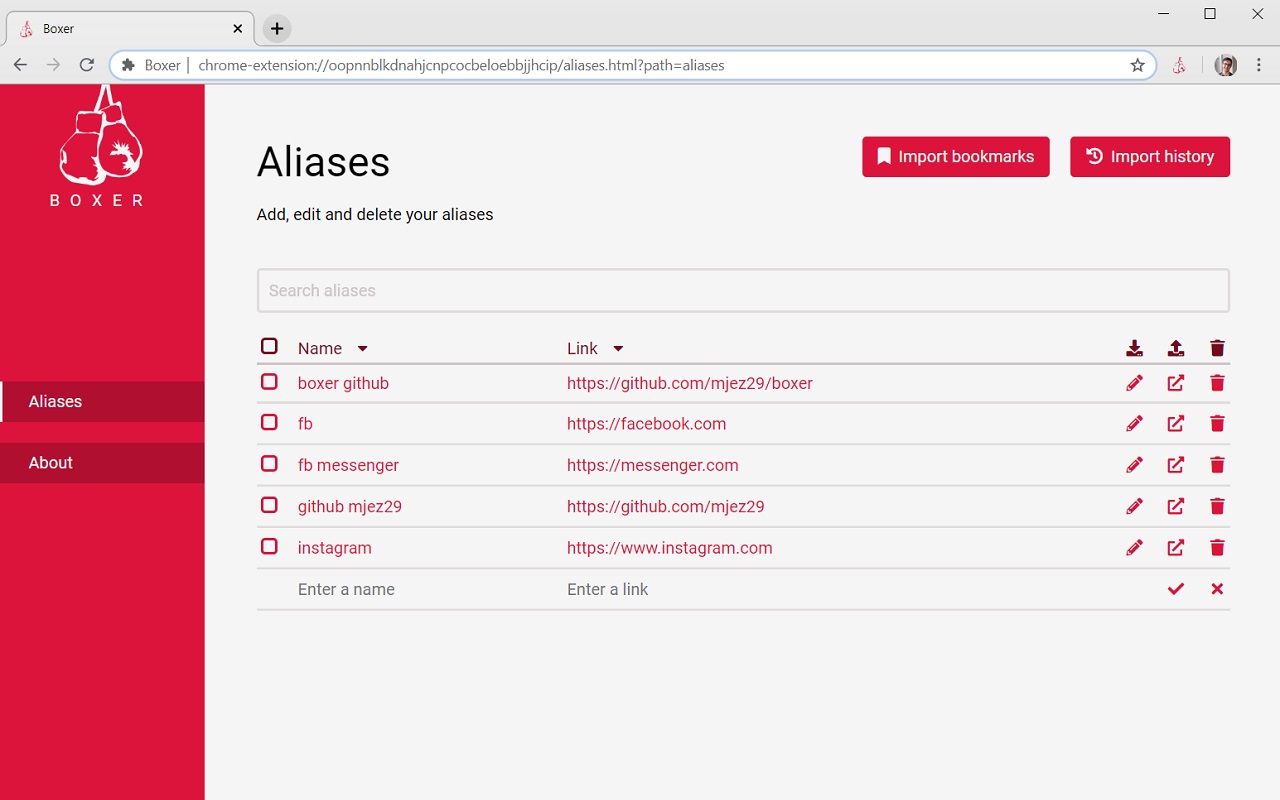 Boxer
Boxer | chrome-extension://oopnnblkdnahjcnpcocbeloebbjjhcip/aliases.html?path=aliases
BOXER
Aliases
About
Aliases
Import bookmarks
Import history
Add, edit and delete your aliases
Search aliases
Name Link
boxer github https://github.com/mjez29/boxer
fb https://facebook.com
fb messenger https://messenger.com
github mjez29 https://github.com/mjez29
instagram https://www.instagram.com
Enter a name Enter a link